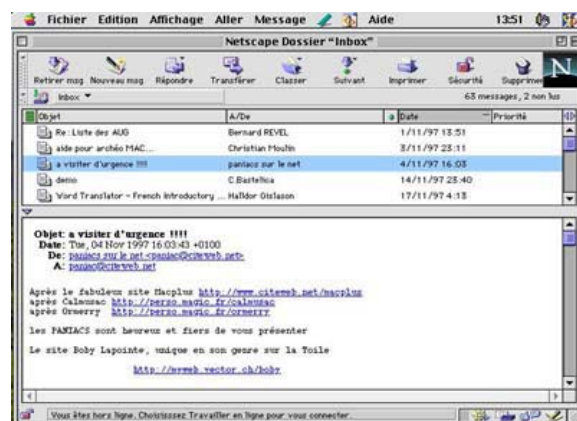 Fichier Edition Affichage Aller Message Aide 13:51
Netscape Dossier “Inbox”
Retirer msg Nouveau msg Répondre Transférer Classer Suivant Imprimer Sécurité Supprimer
N
Inbox 63 messages, 2 non lus
Objet A/De Date Priorité
Re : Liste des AUG Bernard REVEL 1/11/97 13:51
aide pour archéo MAC... Christian Moulin 3/11/97 23:11
a visiter d'urgence !!!! paniacs sur le net 4/11/97 16:03
demo C.Bastelica 14/11/97 23:40
Word Translator - French Introductory ... Halldor Gislason 17/11/97 4:13
Objet: a visiter d'urgence !!!!
Date: Tue, 04 Nov 1997 16:03:43 +0100
De: paniacs sur le net <paniac@citeweb.net>
A: paniac@citeweb.net
Après le fabuleux site Macplus http://www.citeweb.net/macplus
après Calmusac http://perso.magic.fr/calmusac
après Ormerry http://perso.magic.fr/ormerry
les PANIACS sont heureux et fiers de vous présenter
Le site Boby Lapointe, unique en son genre sur la Toile
http://myweb.vector.ch/boby
Vous êtes hors ligne. Choisisssez Travailler en ligne pour vous connecter.